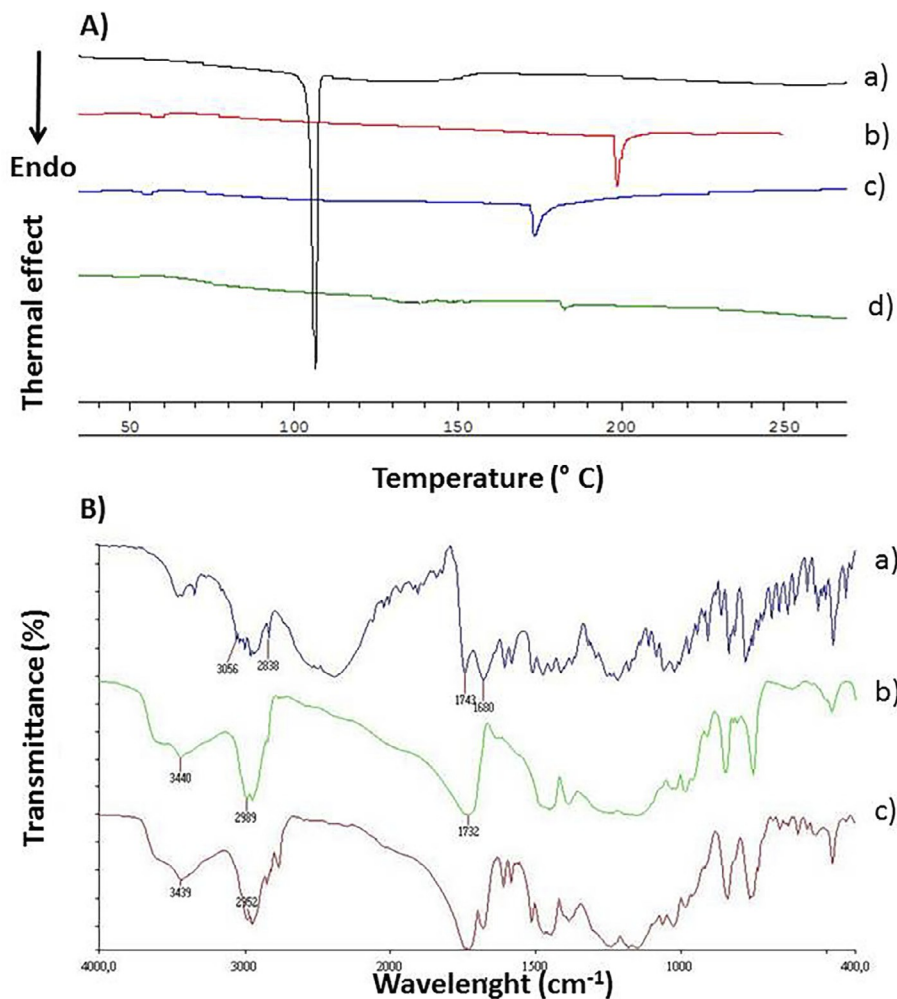 A)
Endo
Thermal effect
a)
b)
c)
d)
50 100 150 200 250
Temperature (° C)
B)
Transmittance (%)
a)
3056 2838 1743 1680
b)
3440 2989 1732
c)
3439 2952
4000,0 3000 2000 1500 1000 400,0
Wavelenght (cm⁻¹)